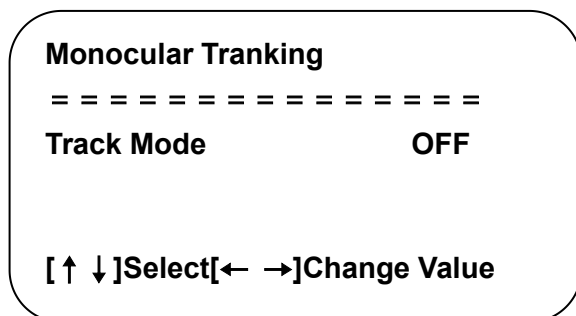 Monocular Tranking
= = = = = = = = = = = = = = =
Track Mode OFF
[↑ ↓]Select[← →]Change Value